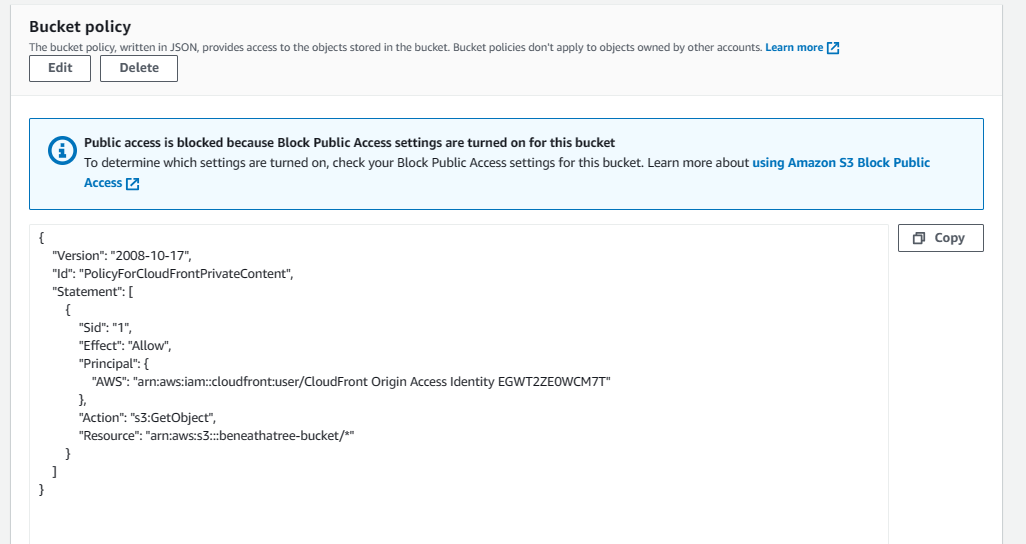 Bucket policy
The bucket policy, written in JSON, provides access to the objects stored in the bucket. Bucket policies don't apply to objects owned by other accounts. Learn more
Edit Delete
Public access is blocked because Block Public Access settings are turned on for this bucket
To determine which settings are turned on, check your Block Public Access settings for this bucket. Learn more about using Amazon S3 Block Public
Access
Copy
{
"Version": "2008-10-17",
"Id": "PolicyForCloudFrontPrivateContent",
"Statement": [
{
"Sid": "1",
"Effect": "Allow",
"Principal": {
"AWS": "arn:aws:iam::cloudfront:user/CloudFront Origin Access Identity EGWT2ZE0WCM7T"
},
"Action": "s3:GetObject",
"Resource": "arn:aws:s3:::beneathatree-bucket/*"
}
]
}